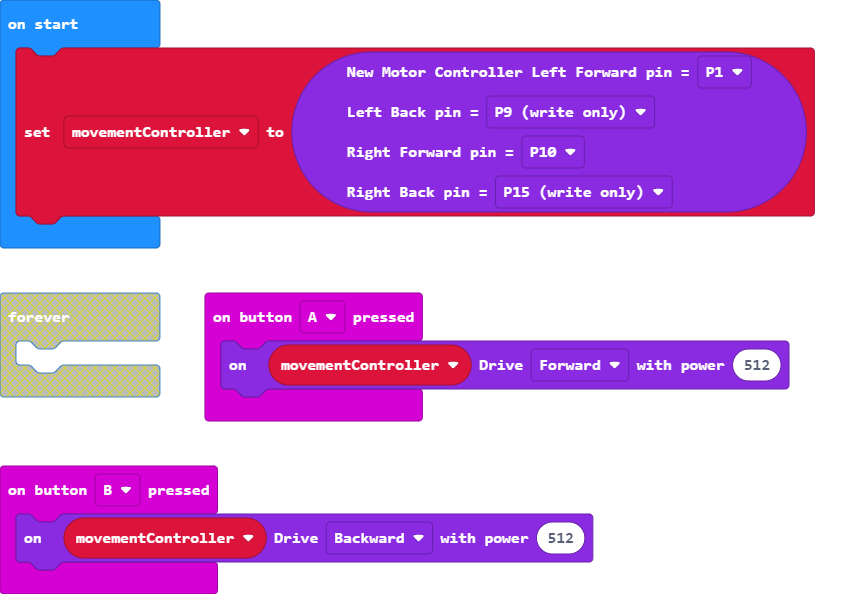 on start
New Motor Controller Left Forward pin = P1
Left Back pin = P9 (write only)
set movementController to
Right Forward pin = P10
Right Back pin = P15 (write only)
forever
on button A pressed
on movementController Drive Forward with power 512
on button B pressed
on movementController Drive Backward with power 512